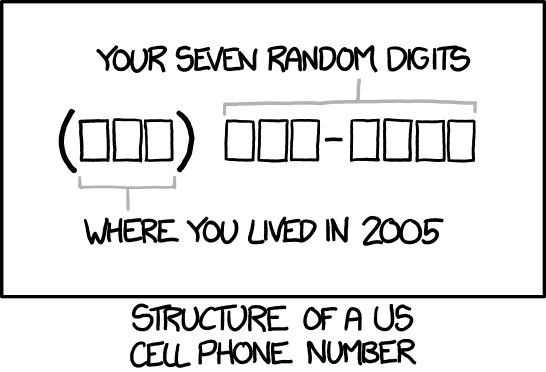 YOUR SEVEN RANDOM DIGITS
(□□□) □□□-□□□□
WHERE YOU LIVED IN 2005
STRUCTURE OF A US
CELL PHONE NUMBER